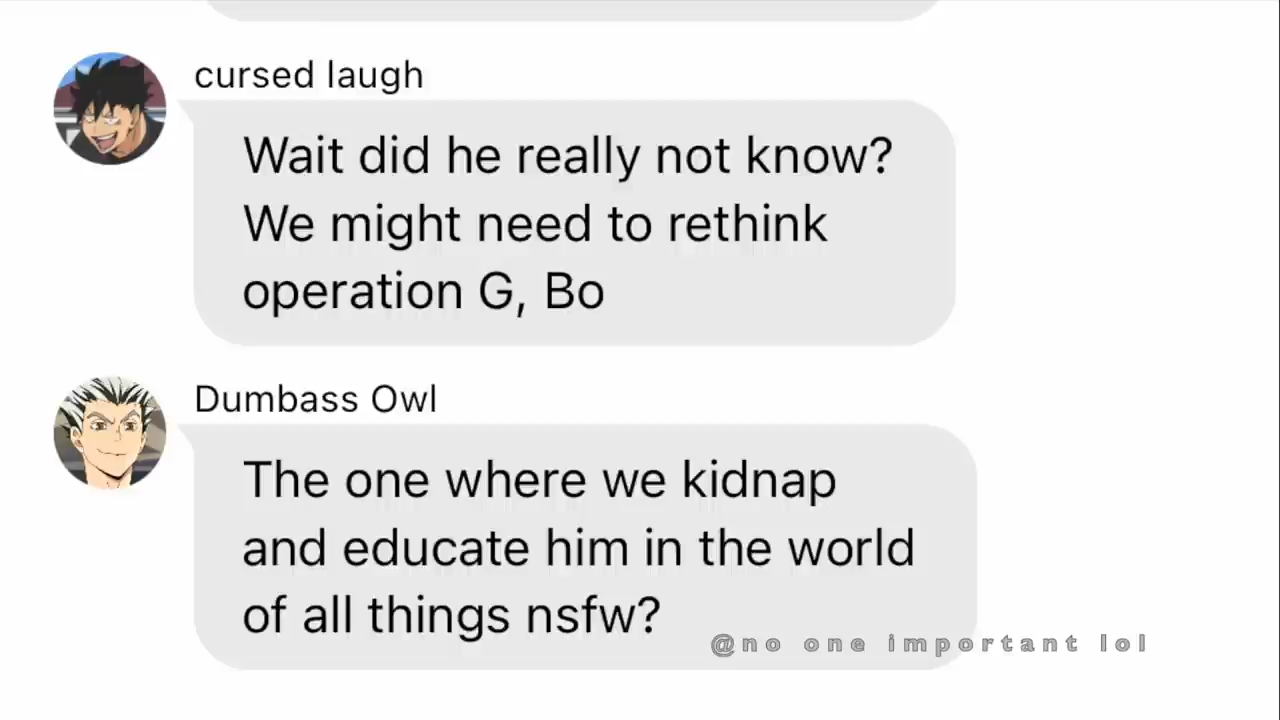 cursed laugh
Wait did he really not know?
We might need to rethink
operation G, Bo
Dumbass Owl
The one where we kidnap
and educate him in the world
of all things nsfw?
@no one important lol